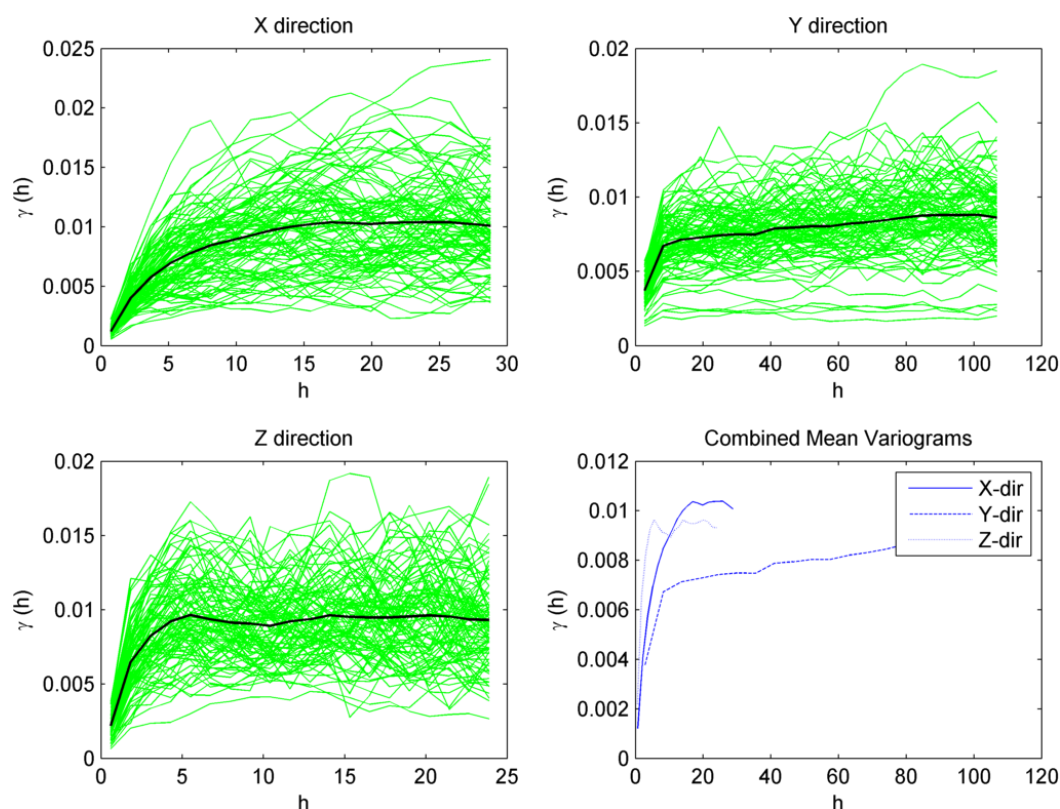 X direction
γ (h)
0.025
0.02
0.015
0.01
0.005
0
0 5 10 15 20 25 30
h
Y direction
γ (h)
0.02
0.015
0.01
0.005
0
0 20 40 60 80 100 120
h
Z direction
γ (h)
0.02
0.015
0.01
0.005
0
0 5 10 15 20 25
h
Combined Mean Variograms
γ (h)
0.012
0.01
0.008
0.006
0.004
0.002
0
0 20 40 60 80 100 120
h
X-dir
Y-dir
Z-dir